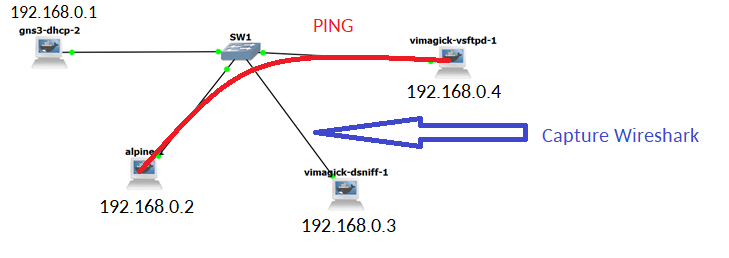 192.168.0.1
gns3-dhcp-2
SW1
PING
vimagick-vsftpd-1
192.168.0.4
Capture Wireshark
alpine-1
192.168.0.2
vimagick-dsniff-1
192.168.0.3